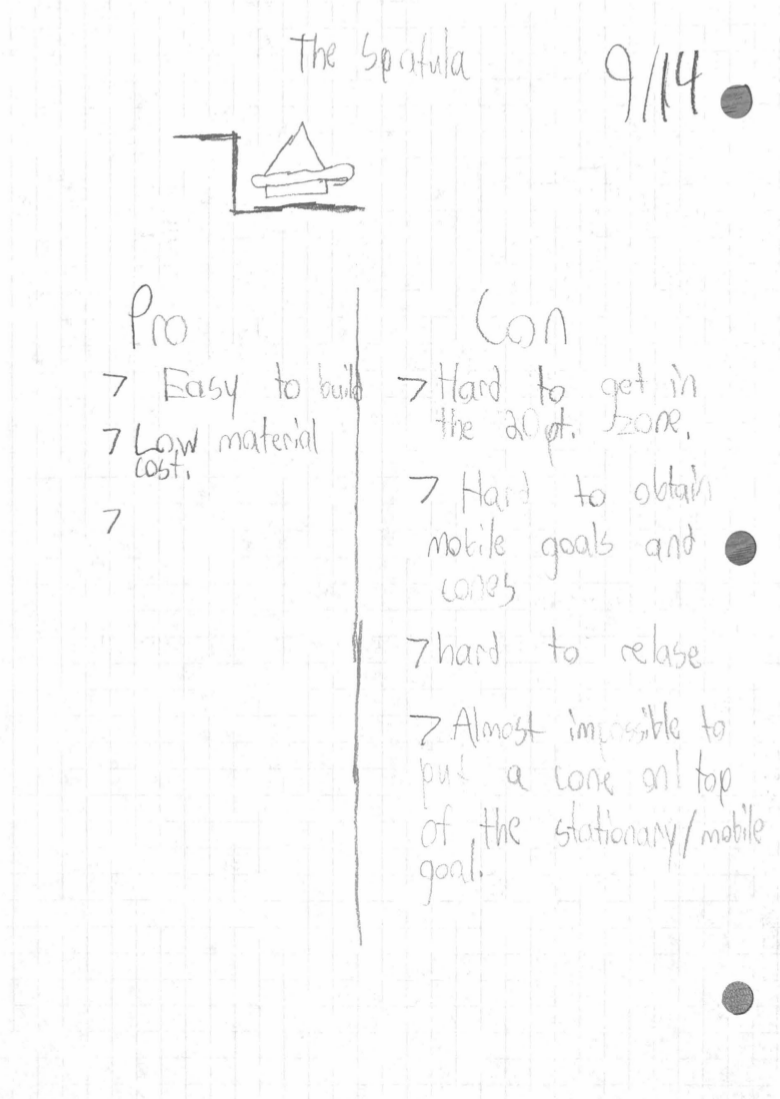 The Spatula
9/14
Pro
> Easy to build
> Low material
cost.
>
Con
> Hard to get in
the 20pt. zone.
> Hard to obtain
mobile goals and
cones
> hard to relase
> Almost impossible to
put a cone on top
of the stationary/mobile
goal.